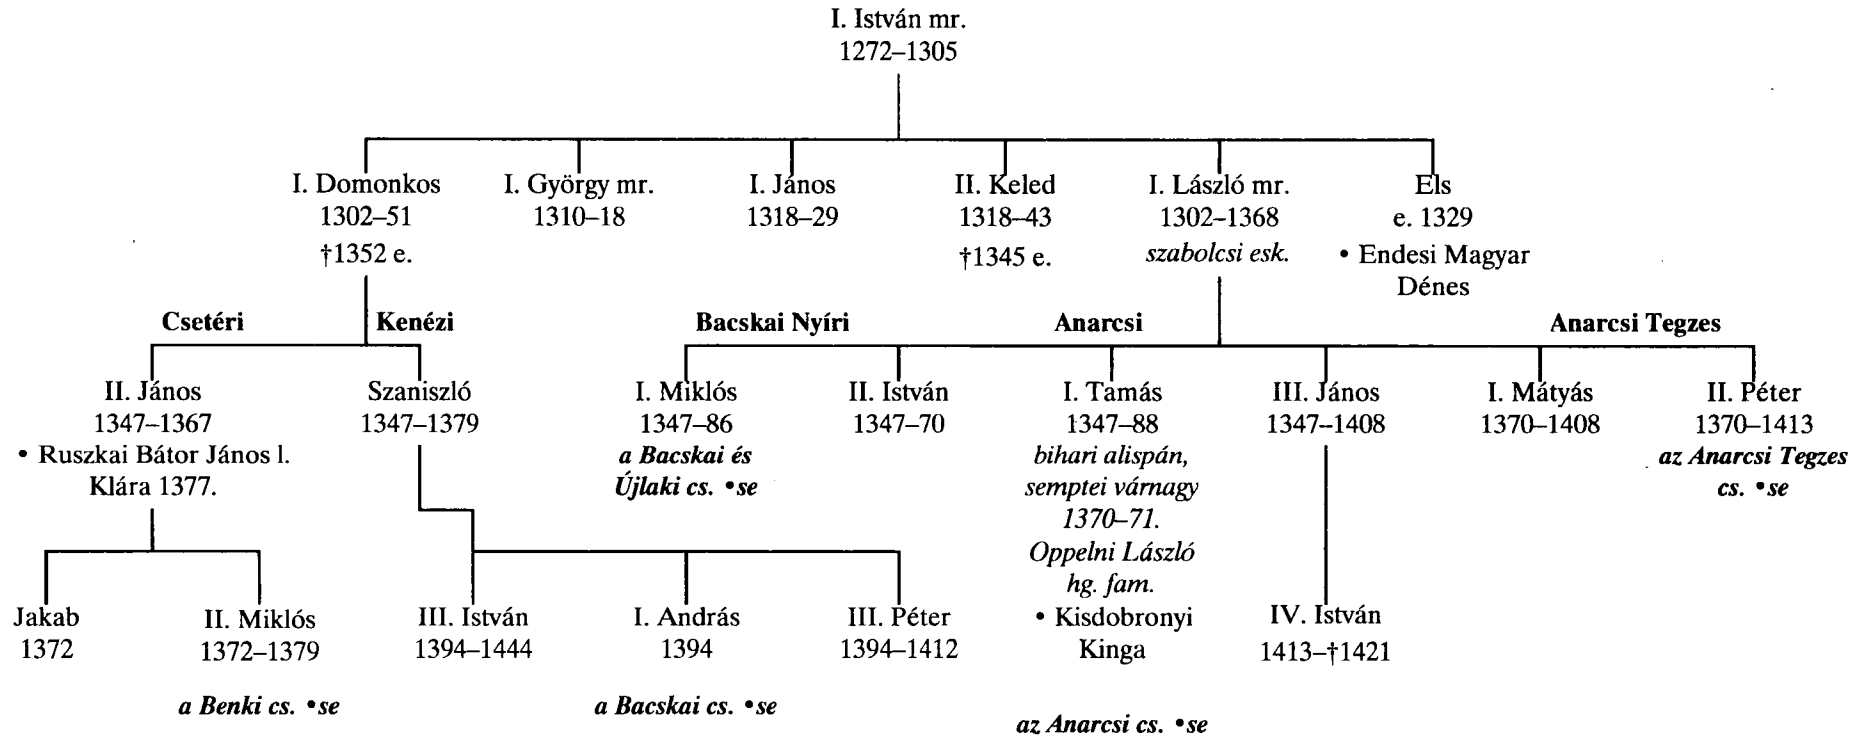 I. István mr.
1272–1305
I. Domonkos
1302–51
†1352 e.
I. György mr.
1310–18
I. János
1318–29
II. Keled
1318–43
†1345 e.
I. László mr.
1302–1368
szabolcsi esk.
Els
e. 1329
• Endesi Magyar
Dénes
Csetéri
Kenézi
Bacskai Nyíri
Anarcsi
Anarcsi Tegzes
II. János
1347–1367
• Ruszkai Bátor János l.
Klára 1377.
Szaniszló
1347–1379
I. Miklós
1347–86
a Bacskai és
Újlaki cs. •se
II. István
1347–70
I. Tamás
1347–88
bihari alispán,
semptei várnagy
1370–71.
Oppelni László
hg. fam.
• Kisdobronyi
Kinga
az Anarcsi cs. •se
III. János
1347–1408
I. Mátyás
1370–1408
II. Péter
1370–1413
az Anarcsi Tegzes
cs. •se
Jakab
1372
II. Miklós
1372–1379
a Benki cs. •se
III. István
1394–1444
I. András
1394
a Bacskai cs. •se
III. Péter
1394–1412
IV. István
1413–†1421